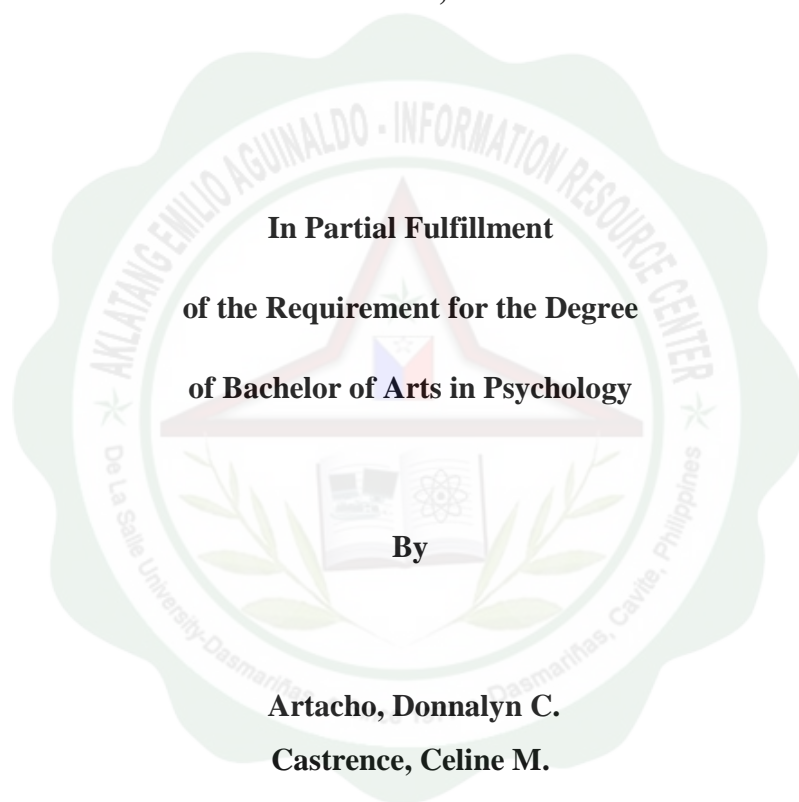 AKLATANG EMILIO AGUINALDO - INFORMATION RESOURCE CENTER
In Partial Fulfillment
of the Requirement for the Degree
of Bachelor of Arts in Psychology
By
De La Salle University-Dasmariñas
Dasmariñas, Cavite, Philippines
Artacho, Donnalyn C.
Castrence, Celine M.